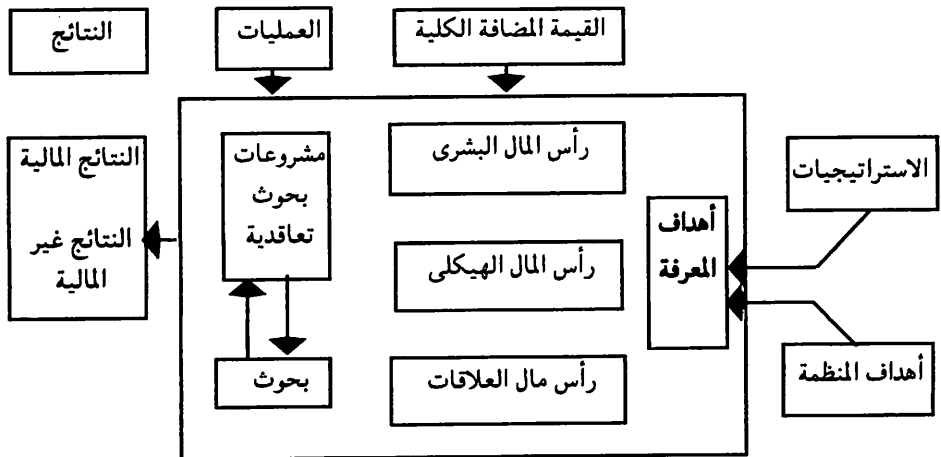 القيمة المضافة الكلية
العمليات
النتائج
الاستراتيجيات
أهداف المنظمة
أهداف
المعرفة
رأس المال البشرى
رأس المال الهيكلى
رأس مال العلاقات
مشروعات
بحوث
تعاقدية
بحوث
النتائج المالية
النتائج غير
المالية